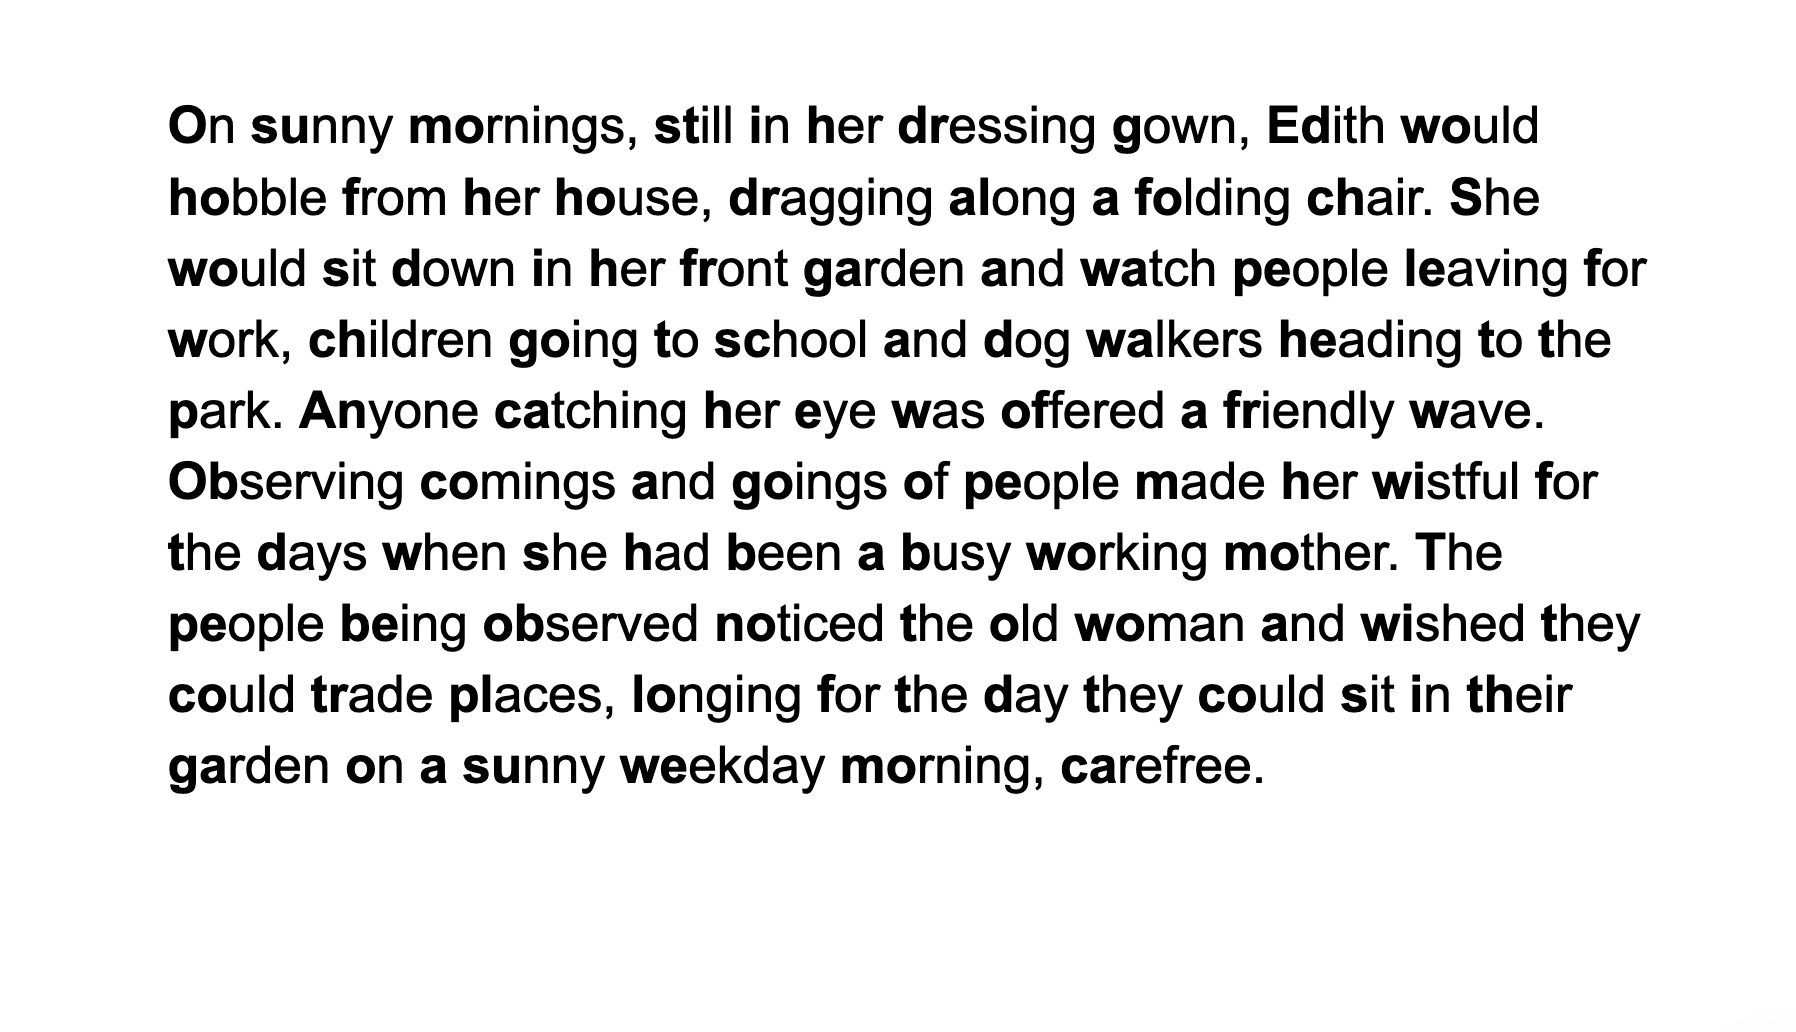 On sunny mornings, still in her dressing gown, Edith would
hobble from her house, dragging along a folding chair. She
would sit down in her front garden and watch people leaving for
work, children going to school and dog walkers heading to the
park. Anyone catching her eye was offered a friendly wave.
Observing comings and goings of people made her wistful for
the days when she had been a busy working mother. The
people being observed noticed the old woman and wished they
could trade places, longing for the day they could sit in their
garden on a sunny weekday morning, carefree.